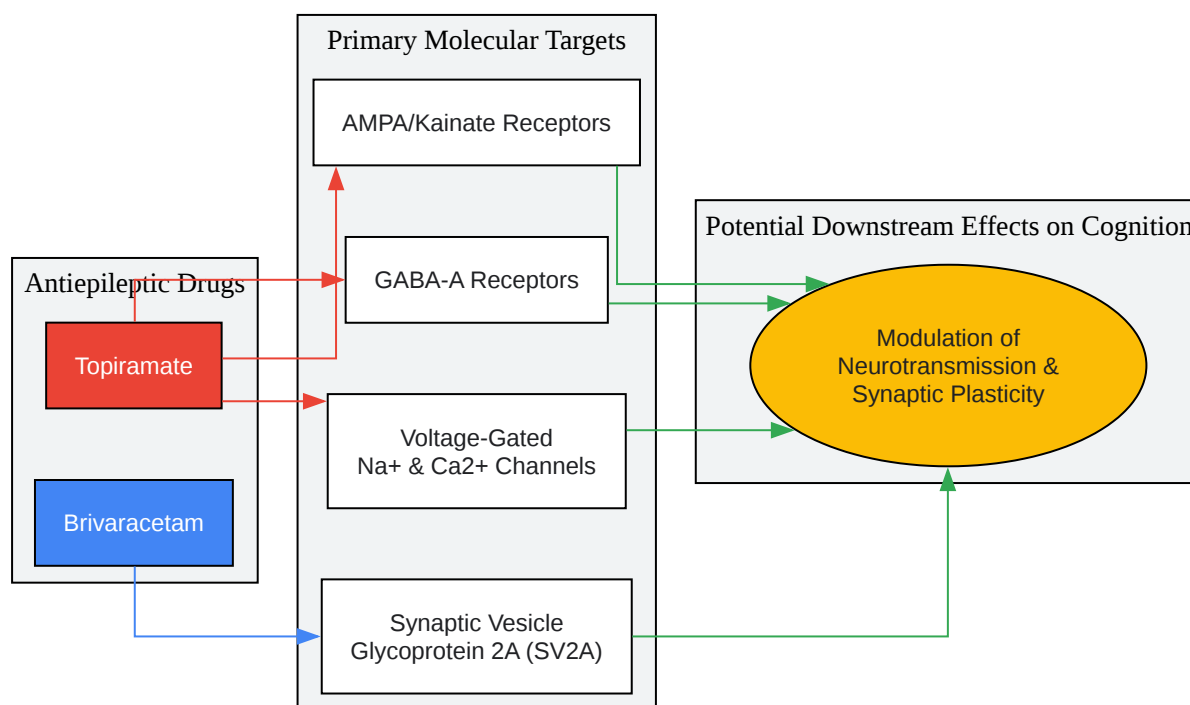 Primary Molecular Targets
AMPA/Kainate Receptors
GABA-A Receptors
Voltage-Gated
Na+ & Ca2+ Channels
Synaptic Vesicle
Glycoprotein 2A (SV2A)
Antiepileptic Drugs
Topiramate
Brivaracetam
Potential Downstream Effects on Cognition
Modulation of
Neurotransmission &
Synaptic Plasticity